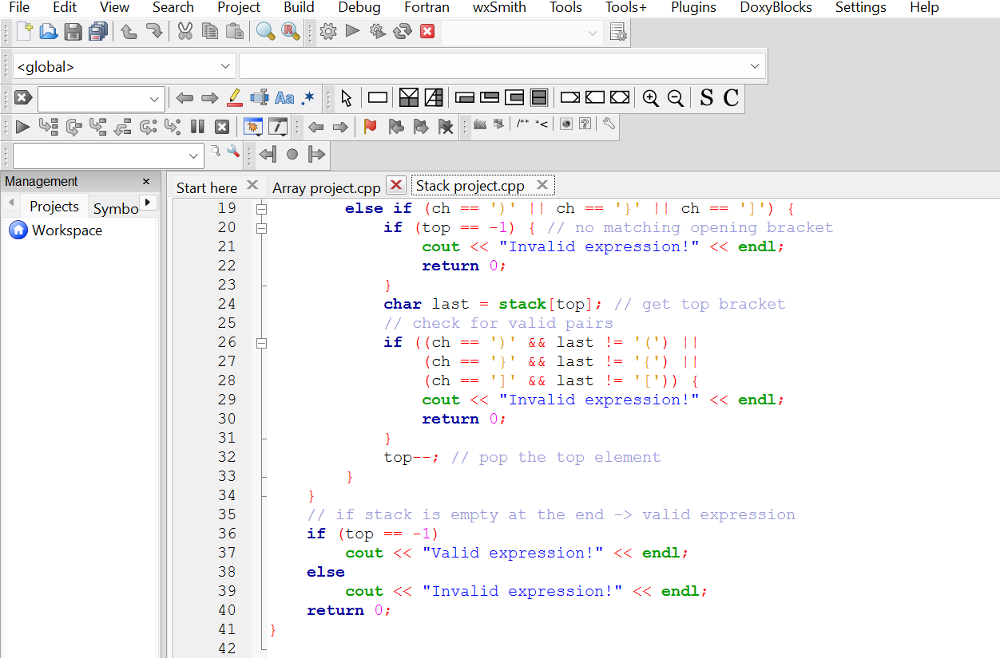 File Edit View Search Project Build Debug Fortran wxSmith Tools Tools+ Plugins DoxyBlocks Settings Help
<global>
Aa .* S C
/** *<
Management
Start here Array project.cpp Stack project.cpp
Projects Symbo
Workspace
19 else if (ch == ')' || ch == '}' || ch == ']') {
20 if (top == -1) { // no matching opening bracket
21 cout << "Invalid expression!" << endl;
22 return 0;
23 }
24 char last = stack[top]; // get top bracket
25 // check for valid pairs
26 if ((ch == ')' && last != '(') ||
27 (ch == '}' && last != '{') ||
28 (ch == ']' && last != '[')) {
29 cout << "Invalid expression!" << endl;
30 return 0;
31 }
32 top--; // pop the top element
33 }
34 }
35 // if stack is empty at the end -> valid expression
36 if (top == -1)
37 cout << "Valid expression!" << endl;
38 else
39 cout << "Invalid expression!" << endl;
40 return 0;
41 }
42